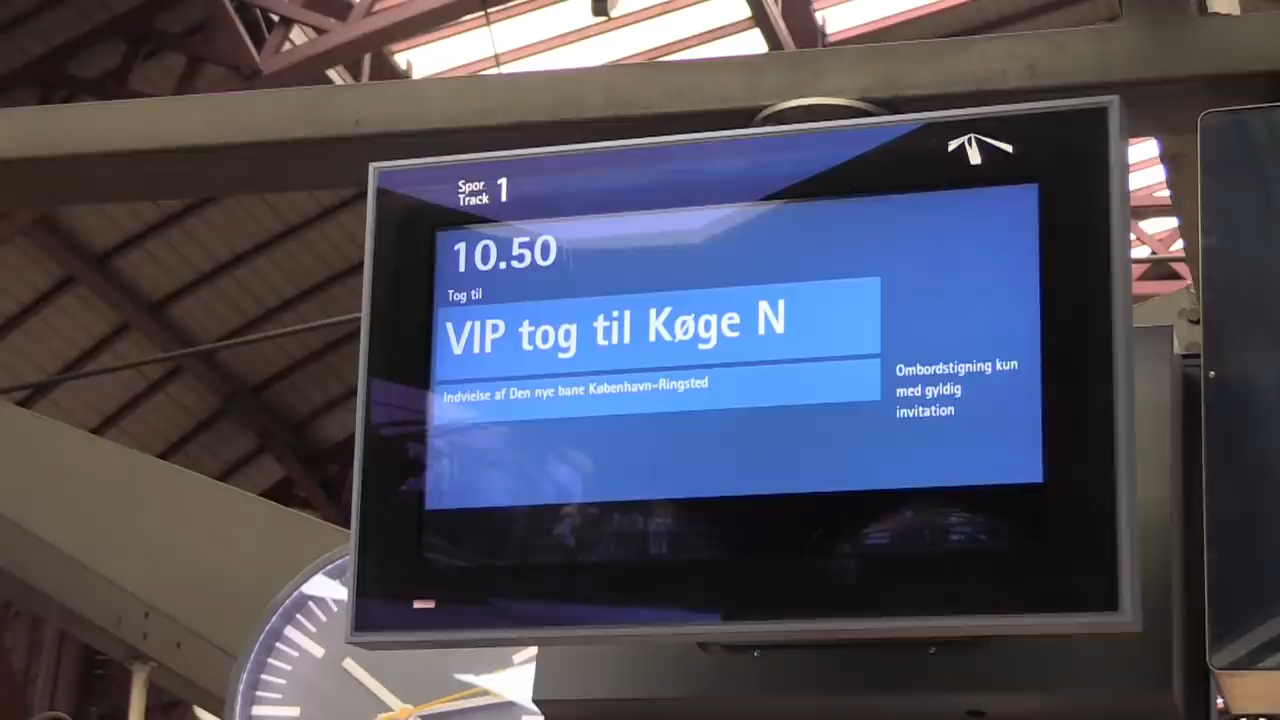 Spor
Track 1
10.50
Tog til
VIP tog til Køge N
Indvielse af Den nye bane København-Ringsted
Ombordstigning kun
med gyldig
invitation